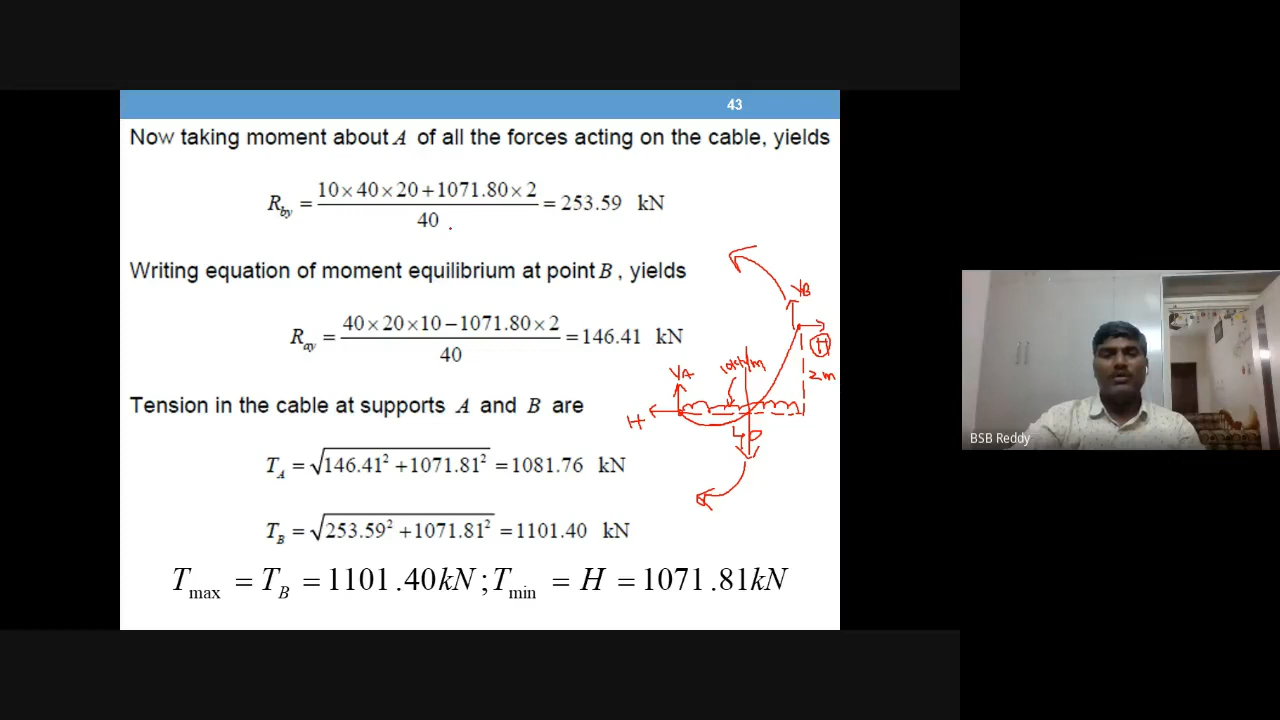 43
Now taking moment about A of all the forces acting on the cable, yields
R_by = (10×40×20+1071.80×2)/40 = 253.59 kN
Writing equation of moment equilibrium at point B, yields
R_ay = (40×20×10−1071.80×2)/40 = 146.41 kN
Tension in the cable at supports A and B are
T_A = √(146.41² +1071.81²) = 1081.76 kN
T_B = √(253.59² +1071.81²) = 1101.40 kN
T_max = T_B = 1101.40kN ; T_min = H = 1071.81kN
VB
H
2m
10kN/m
VA
H
40
BSB Reddy